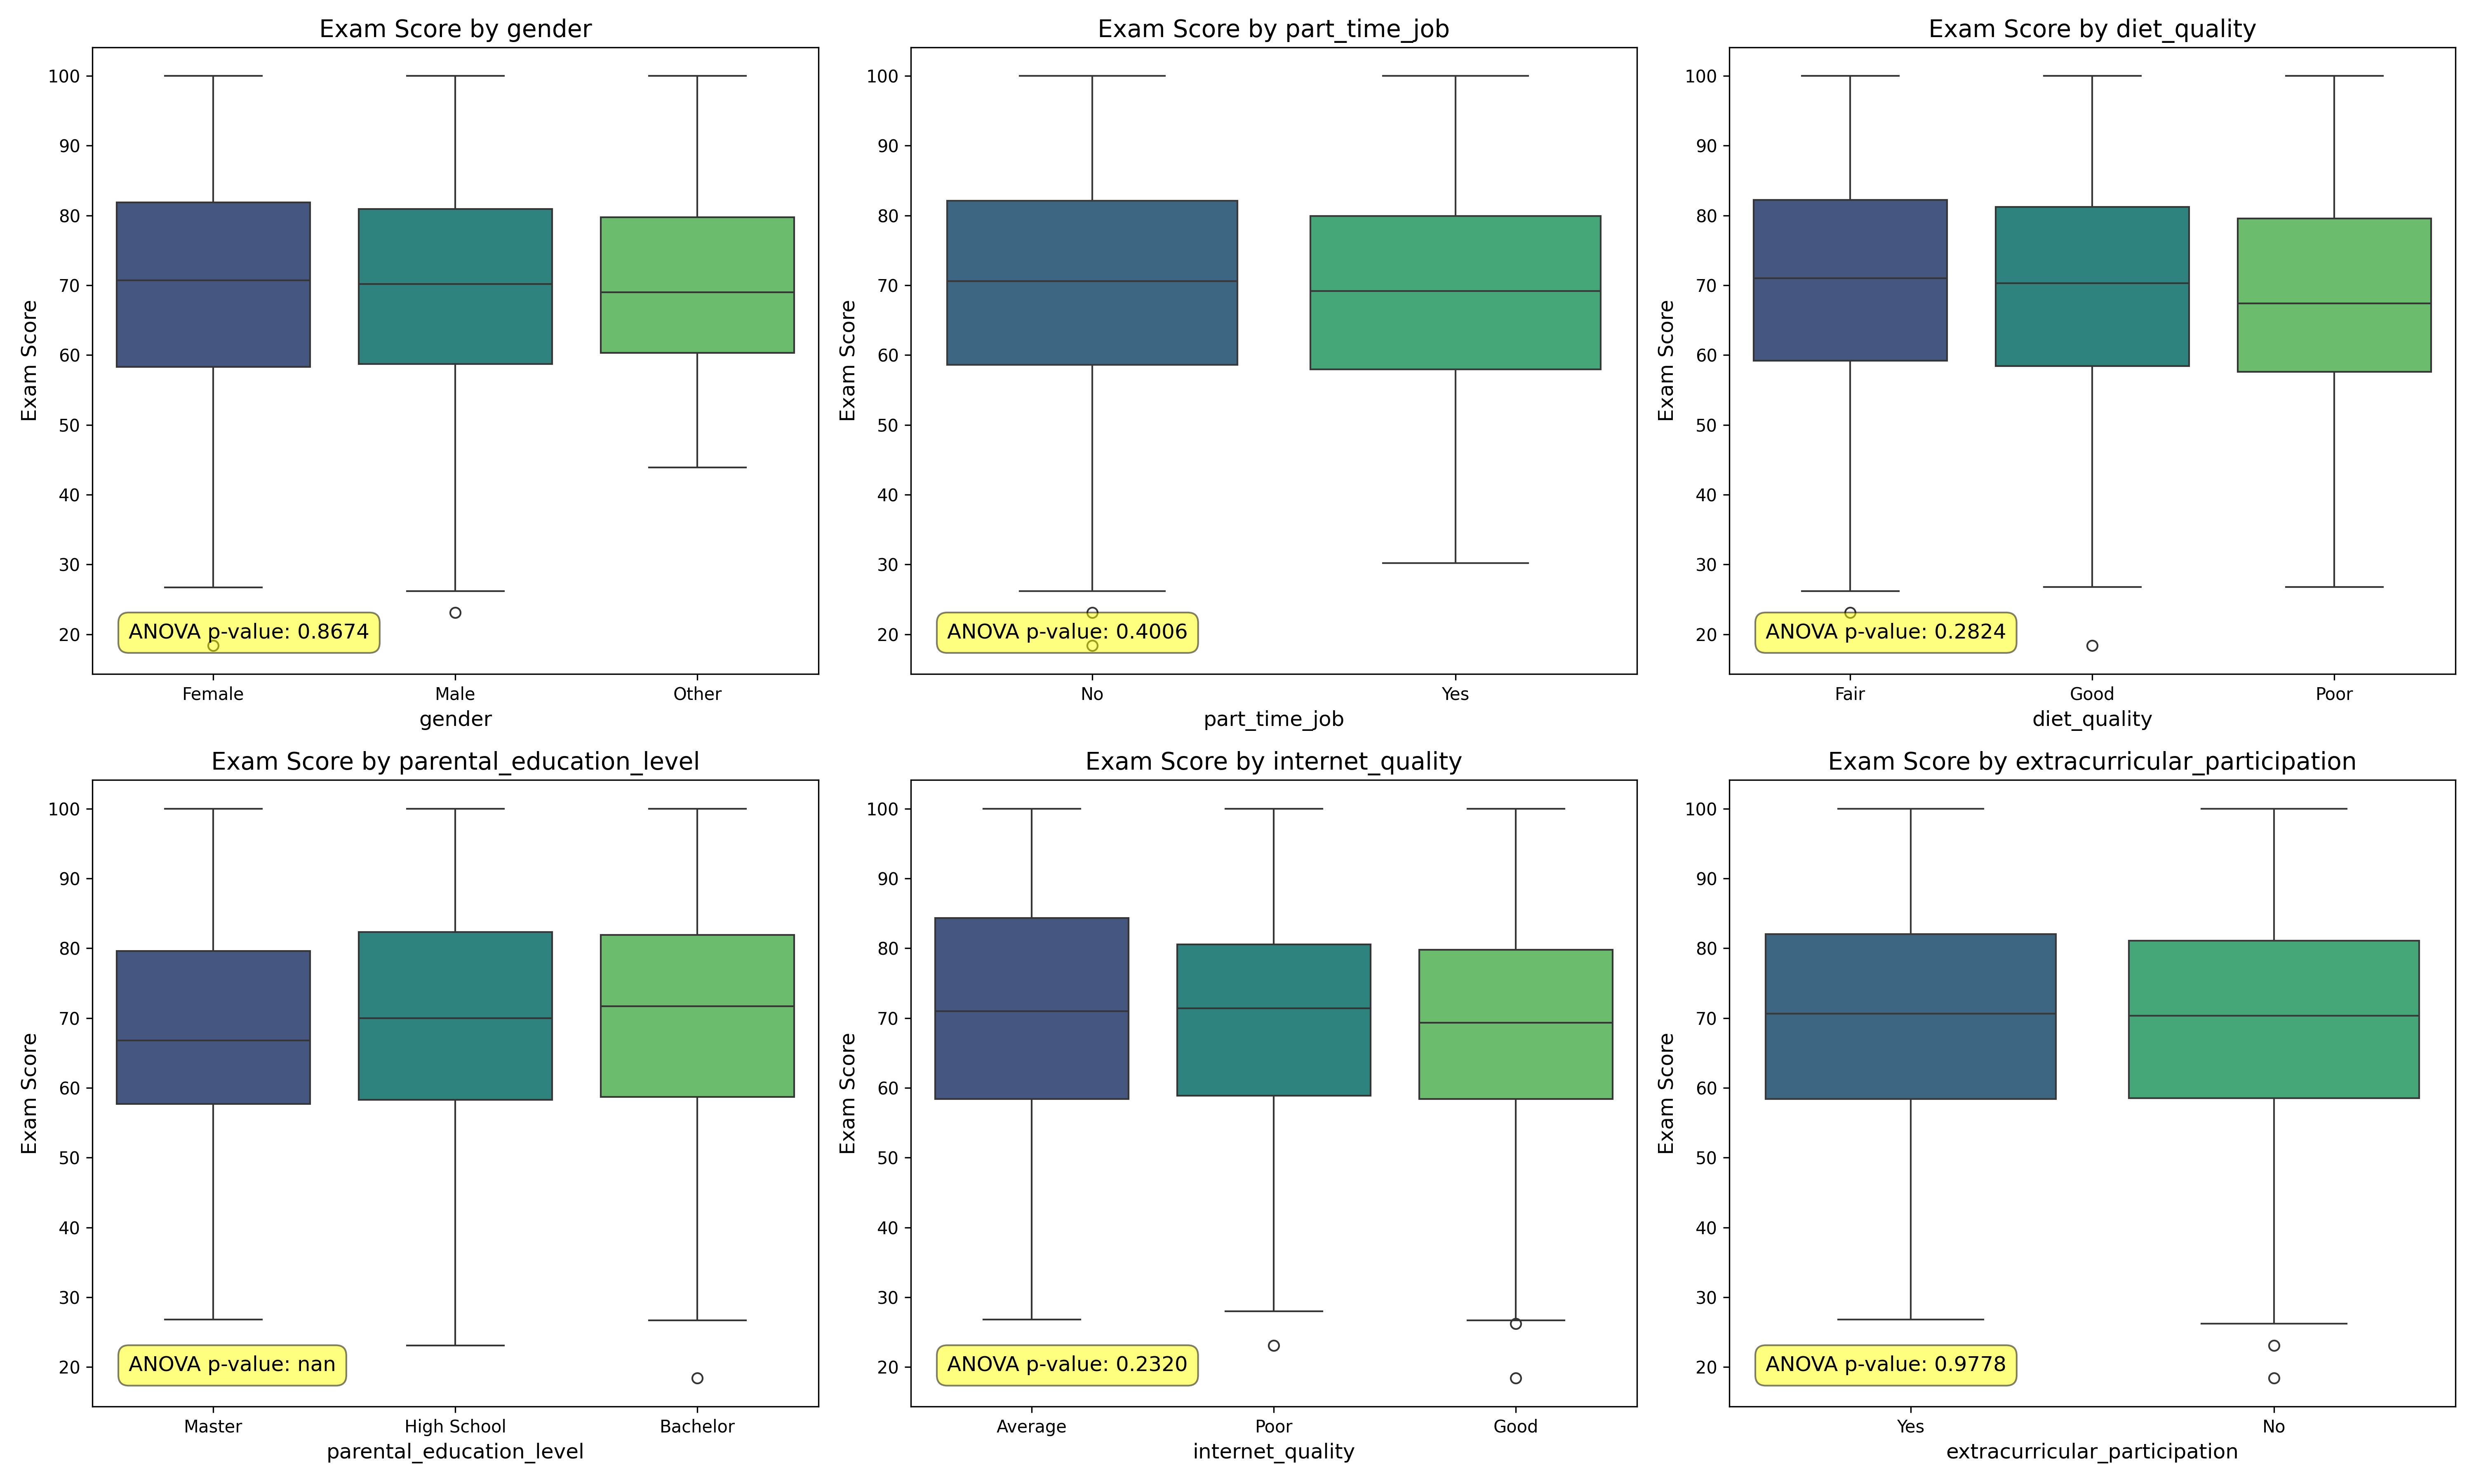 Exam Score by gender
Exam Score
100
90
80
70
60
50
40
30
20
ANOVA p-value: 0.8674
Female
Male
Other
gender
Exam Score by part_time_job
Exam Score
100
90
80
70
60
50
40
30
20
ANOVA p-value: 0.4006
No
Yes
part_time_job
Exam Score by diet_quality
Exam Score
100
90
80
70
60
50
40
30
20
ANOVA p-value: 0.2824
Fair
Good
Poor
diet_quality
Exam Score by parental_education_level
Exam Score
100
90
80
70
60
50
40
30
20
ANOVA p-value: nan
Master
High School
Bachelor
parental_education_level
Exam Score by internet_quality
Exam Score
100
90
80
70
60
50
40
30
20
ANOVA p-value: 0.2320
Average
Poor
Good
internet_quality
Exam Score by extracurricular_participation
Exam Score
100
90
80
70
60
50
40
30
20
ANOVA p-value: 0.9778
Yes
No
extracurricular_participation